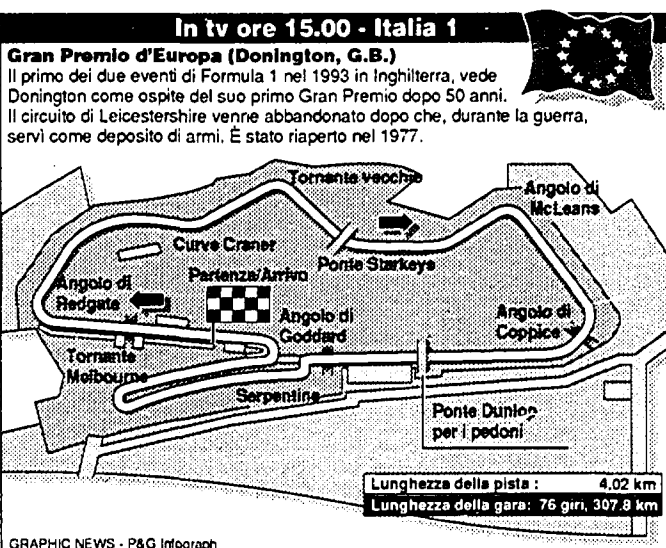 In tv ore 15.00 - Italia 1
Gran Premio d'Europa (Donington, G.B.)
Il primo dei due eventi di Formula 1 nel 1993 in Inghilterra, vede
Donington come ospite del suo primo Gran Premio dopo 50 anni.
Il circuito di Leicestershire venne abbandonato dopo che, durante la guerra,
servì come deposito di armi. È stato riaperto nel 1977.
Tornante vecchio
Angolo di
McLeans
Curve Craner
Ponte Starkeys
Partenza/Arrivo
Angolo di
Redgate
Angolo di
Goddard
Angolo di
Coppice
Tornante
Melbourne
Serpentina
Ponte Dunlop
per i pedoni
Lunghezza della pista : 4.02 km
Lunghezza della gara: 76 giri, 307.8 km
GRAPHIC NEWS - P&G Infograph